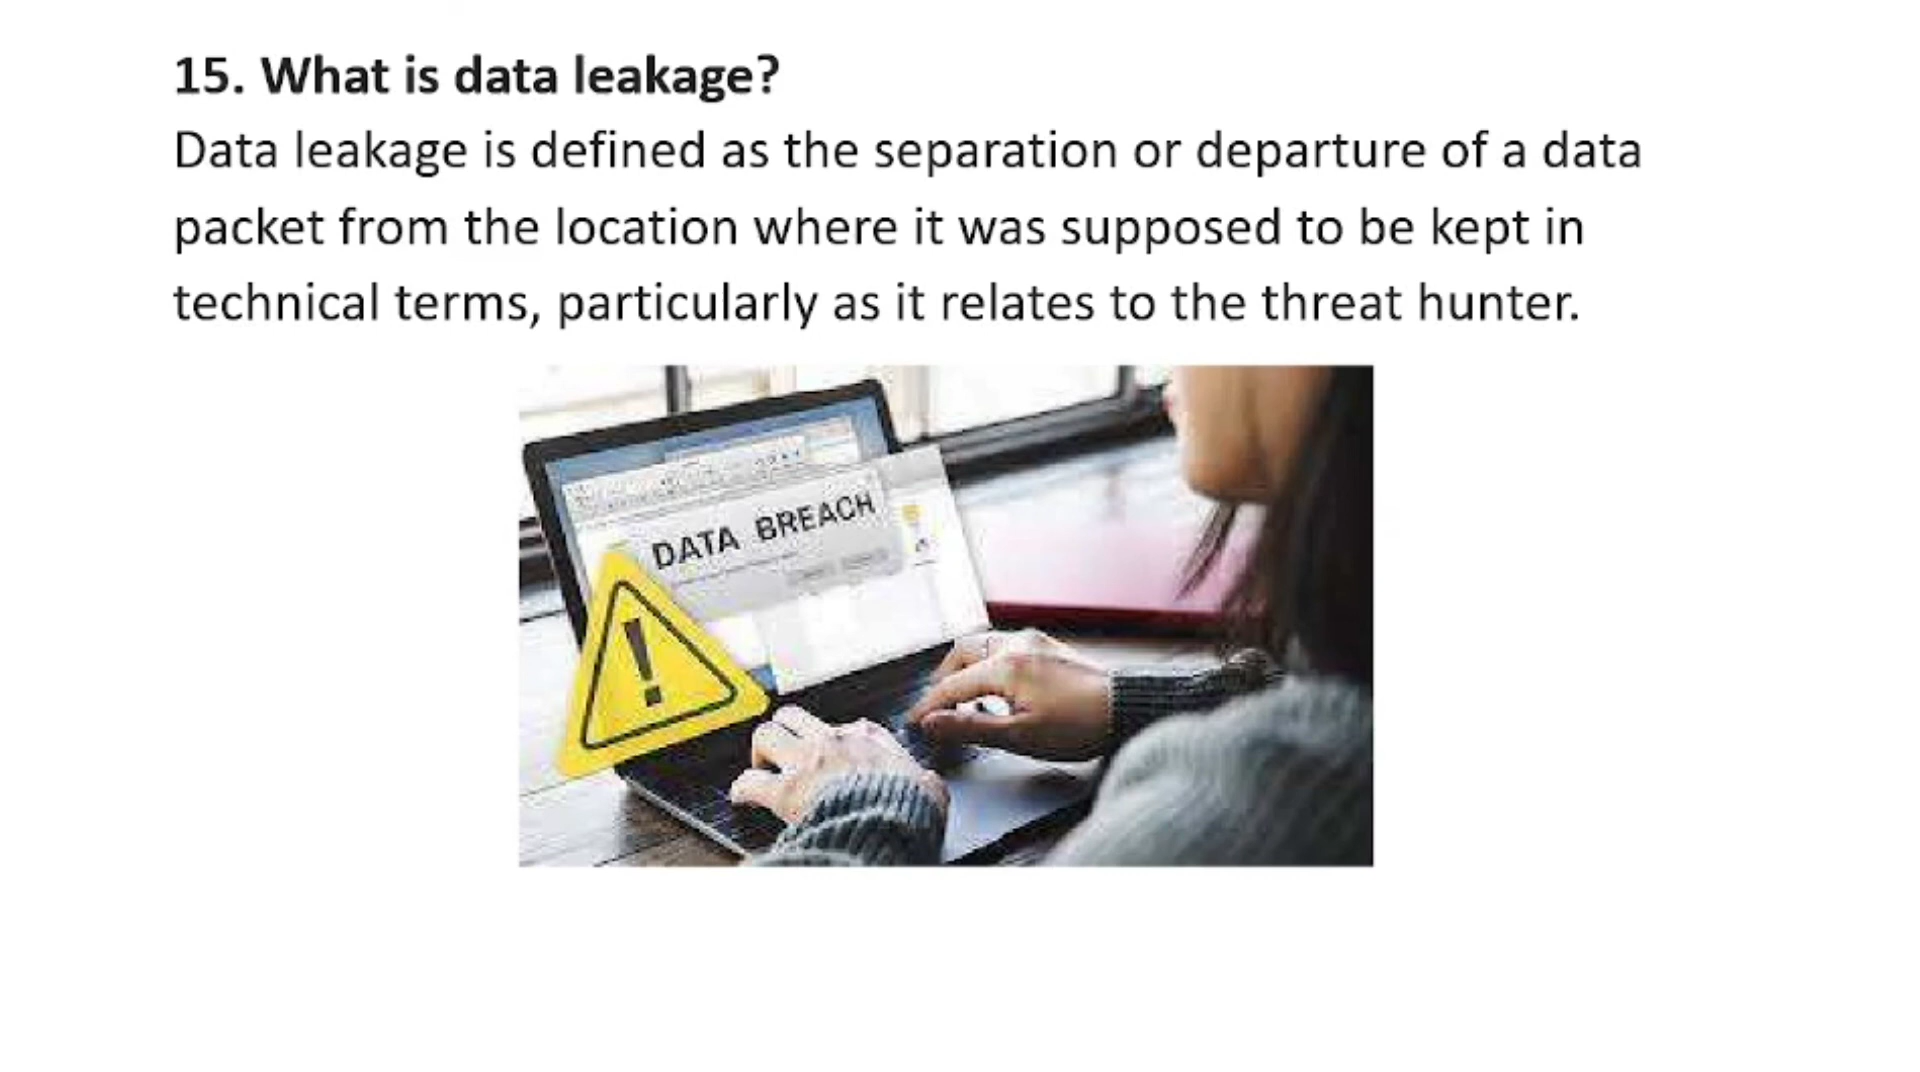 15. What is data leakage?
Data leakage is defined as the separation or departure of a data
packet from the location where it was supposed to be kept in
technical terms, particularly as it relates to the threat hunter.
DATA BREACH
!